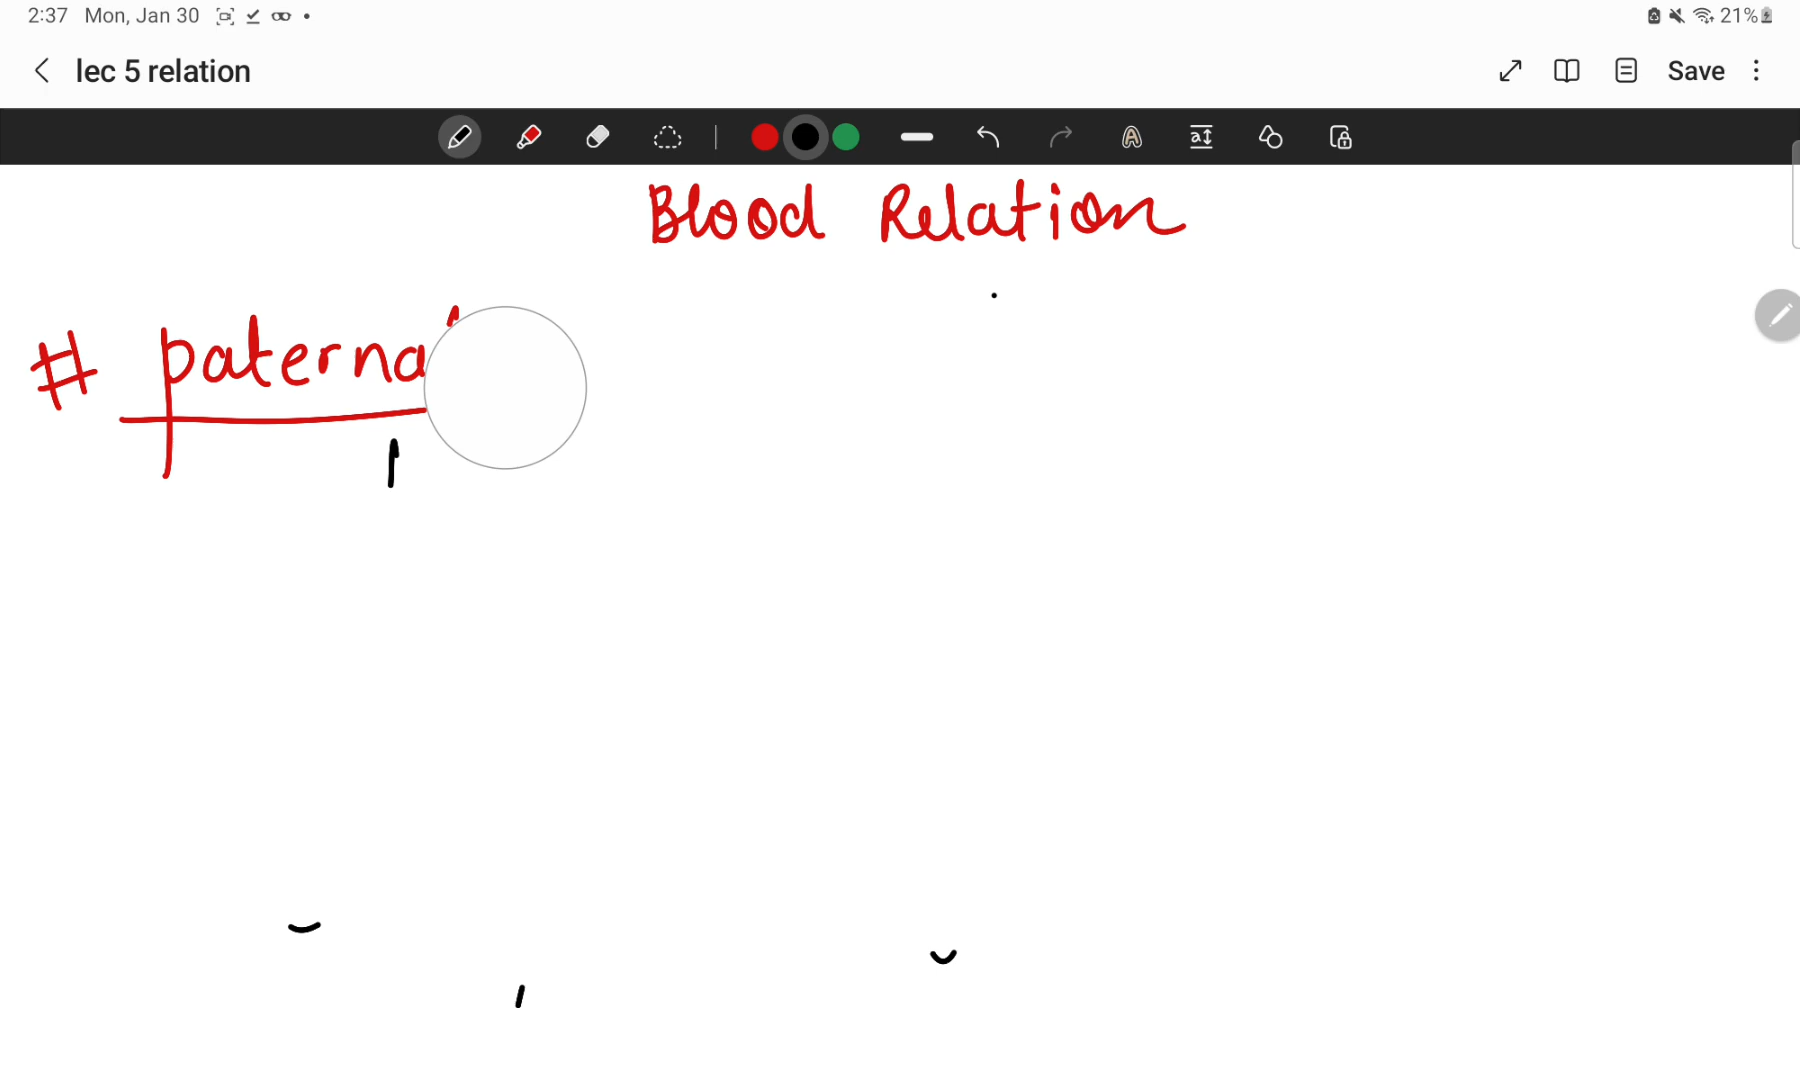 2:37 Mon, Jan 30 21%
lec 5 relation Save
Blood Relation
# paterna